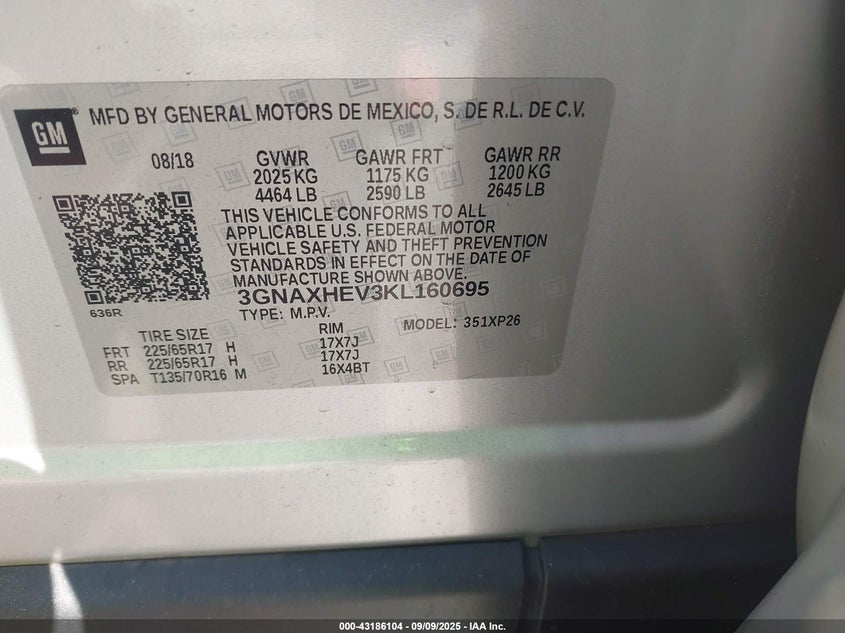 GM
MFD BY GENERAL MOTORS DE MEXICO, S. DE R.L. DE C.V.
08/18 GVWR GAWR FRT GAWR RR
2025 KG 1175 KG 1200 KG
4464 LB 2590 LB 2645 LB
THIS VEHICLE CONFORMS TO ALL
APPLICABLE U.S. FEDERAL MOTOR
VEHICLE SAFETY AND THEFT PREVENTION
STANDARDS IN EFFECT ON THE DATE OF
MANUFACTURE SHOWN ABOVE.
3GNAXHEV3KL160695
636R
TYPE: M.P.V. MODEL: 351XP26
TIRE SIZE RIM
FRT 225/65R17 H 17X7J
RR 225/65R17 H 17X7J
SPA T135/70R16 M 16X4BT
000-43186104 - 09/09/2025 - IAA Inc.